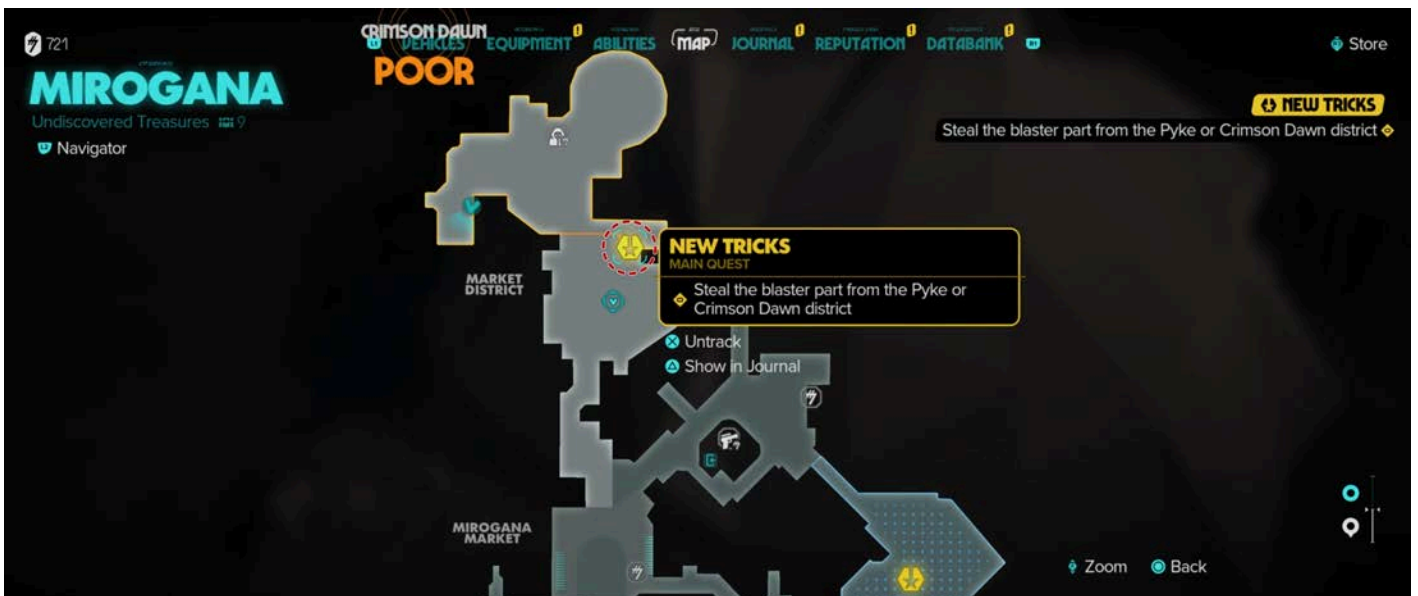 721
CRIMSON DAWN
VEHICLES EQUIPMENT ABILITIES MAP JOURNAL REPUTATION DATABANK
POOR
Store
MIROGANA
Undiscovered Treasures 9
Navigator
NEW TRICKS
Steal the blaster part from the Pyke or Crimson Dawn district
NEW TRICKS
MAIN QUEST
Steal the blaster part from the Pyke or
Crimson Dawn district
MARKET
DISTRICT
Untrack
Show in Journal
MIROGANA
MARKET
Zoom
Back